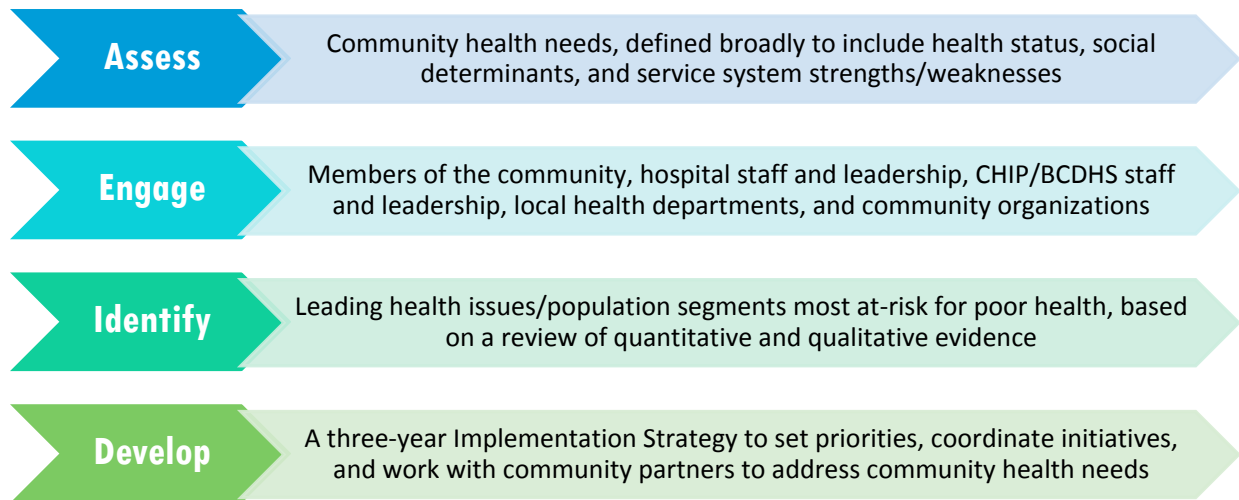 Assess
Community health needs, defined broadly to include health status, social
determinants, and service system strengths/weaknesses
Engage
Members of the community, hospital staff and leadership, CHIP/BCDHS staff
and leadership, local health departments, and community organizations
Identify
Leading health issues/population segments most at-risk for poor health, based
on a review of quantitative and qualitative evidence
Develop
A three-year Implementation Strategy to set priorities, coordinate initiatives,
and work with community partners to address community health needs